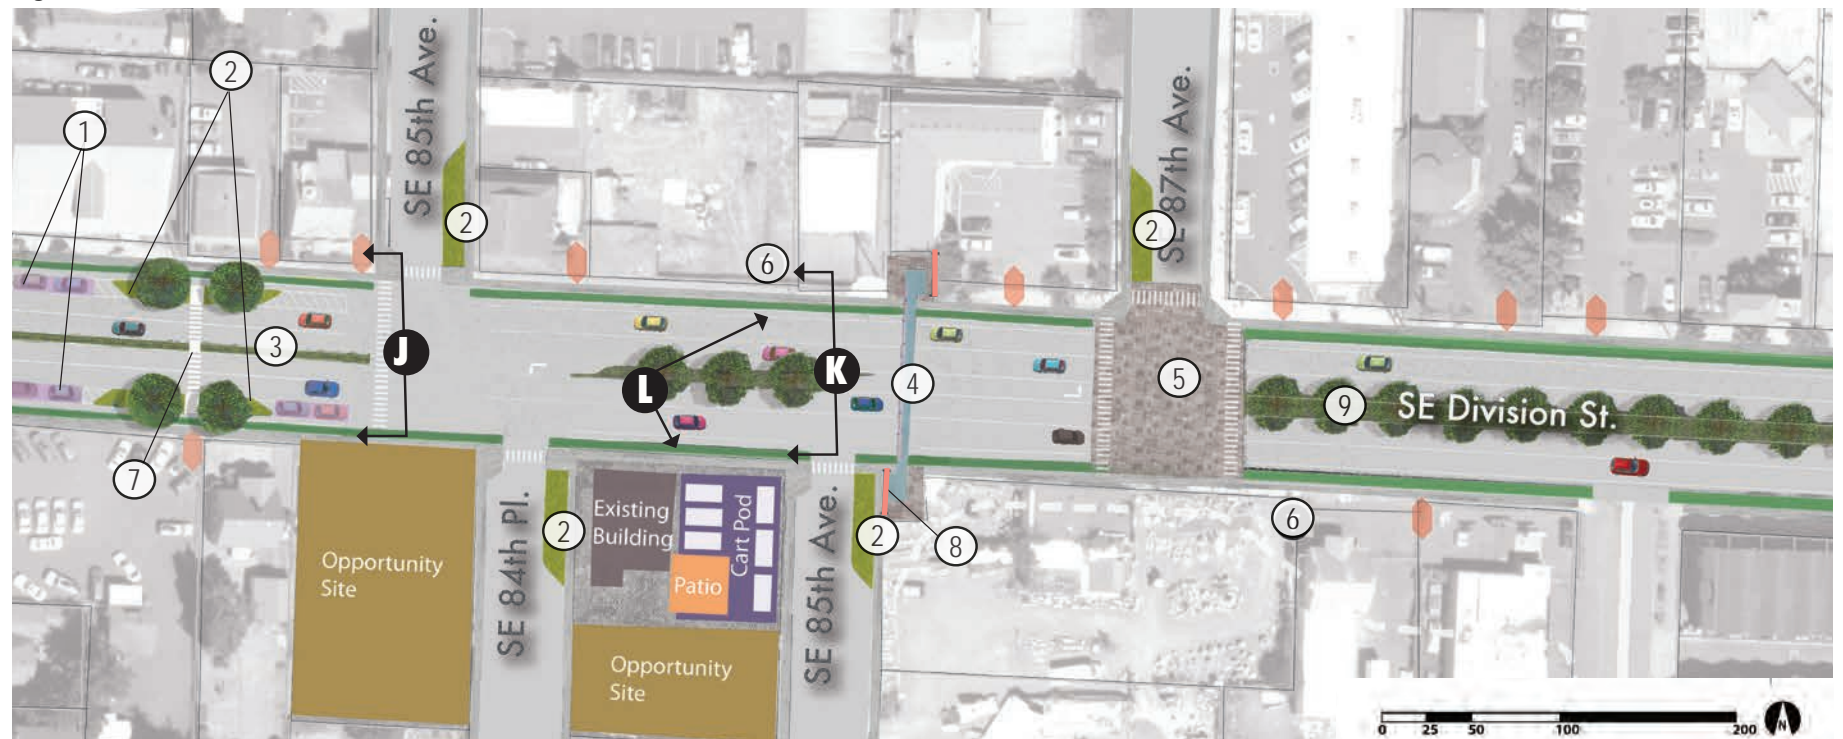 SE 85th Ave.
SE 87th Ave.
2
1
2
2
6
3
J
L
K
4
5
9
SE Division St.
7
Opportunity
Site
SE 84th Pl.
2
Existing
Building
Cart Pod
Patio
SE 85th Ave.
2
8
6
Opportunity
Site
0
25
50
100
200
N